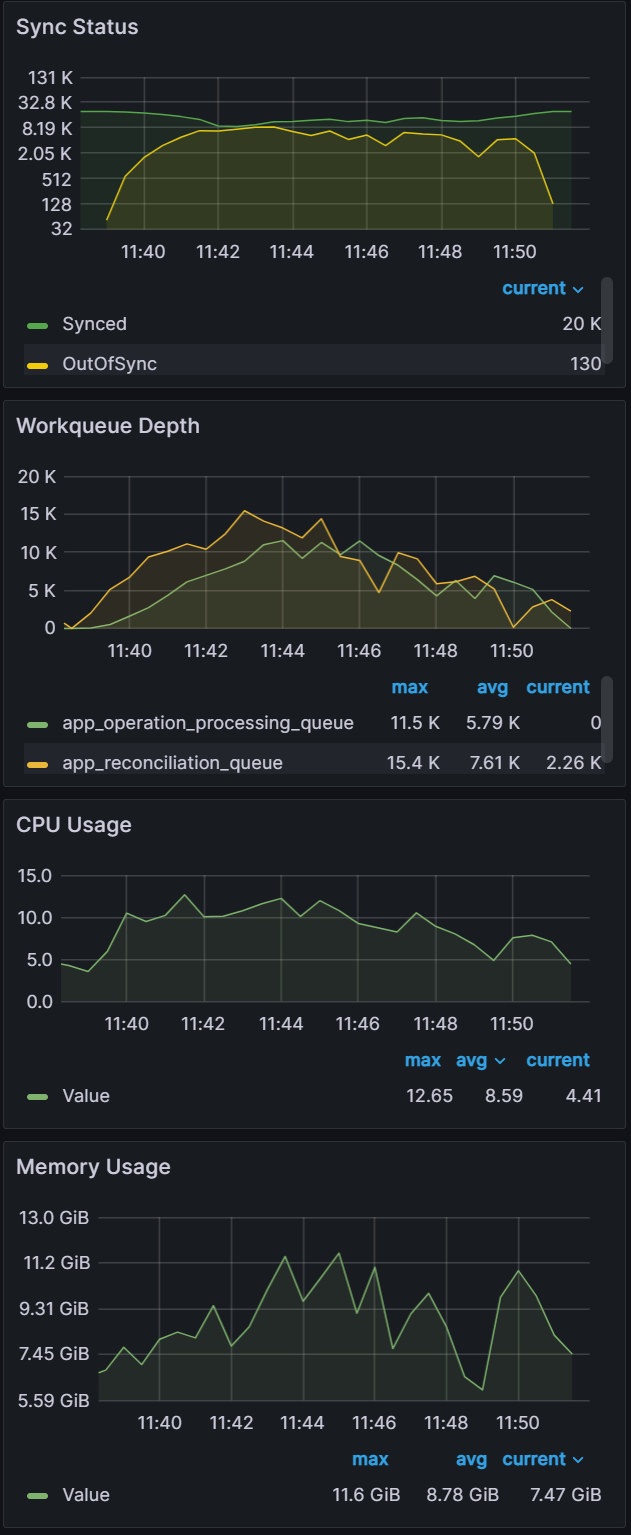 Sync Status
131 K
32.8 K
8.19 K
2.05 K
512
128
32
11:40 11:42 11:44 11:46 11:48 11:50
current
Synced 20 K
OutOfSync 130
Workqueue Depth
20 K
15 K
10 K
5 K
0
11:40 11:42 11:44 11:46 11:48 11:50
max avg current
app_operation_processing_queue 11.5 K 5.79 K 0
app_reconciliation_queue 15.4 K 7.61 K 2.26 K
CPU Usage
15.0
10.0
5.0
0.0
11:40 11:42 11:44 11:46 11:48 11:50
max avg current
Value 12.65 8.59 4.41
Memory Usage
13.0 GiB
11.2 GiB
9.31 GiB
7.45 GiB
5.59 GiB
11:40 11:42 11:44 11:46 11:48 11:50
max avg current
Value 11.6 GiB 8.78 GiB 7.47 GiB